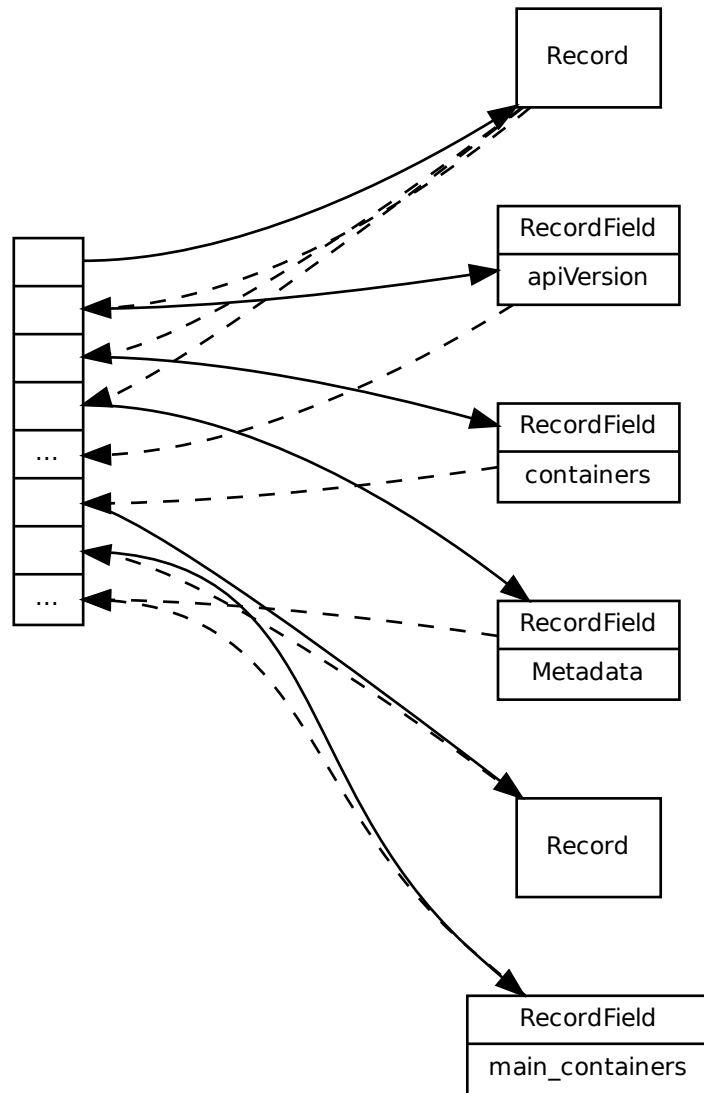 Record
RecordField
apiVersion
RecordField
containers
...
RecordField
Metadata
...
Record
RecordField
main_containers